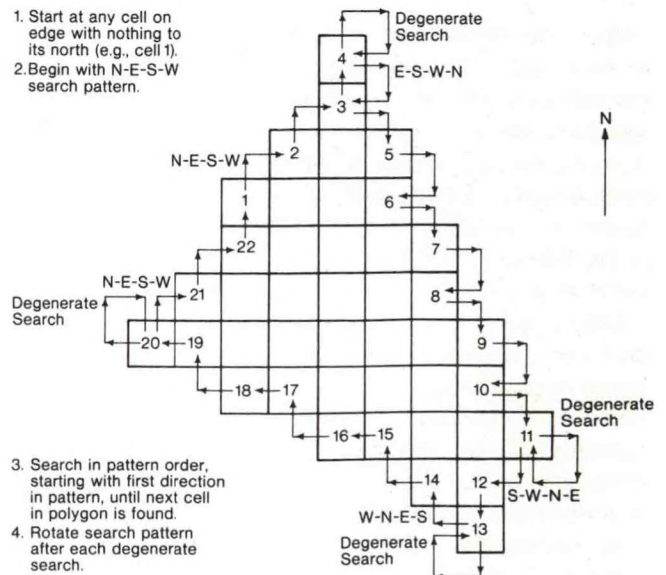 1. Start at any cell on
edge with nothing to
its north (e.g., cell 1).
2. Begin with N-E-S-W
search pattern.
Degenerate
Search
4
E-S-W-N
3
N
N-E-S-W
2
5
1
6
22
7
N-E-S-W
21
8
Degenerate
Search
20
19
9
18
17
10
Degenerate
Search
16
15
11
3. Search in pattern order,
starting with first direction
in pattern, until next cell
in polygon is found.
4. Rotate search pattern
after each degenerate
search.
14
12
S-W-N-E
W-N-E-S
13
Degenerate
Search